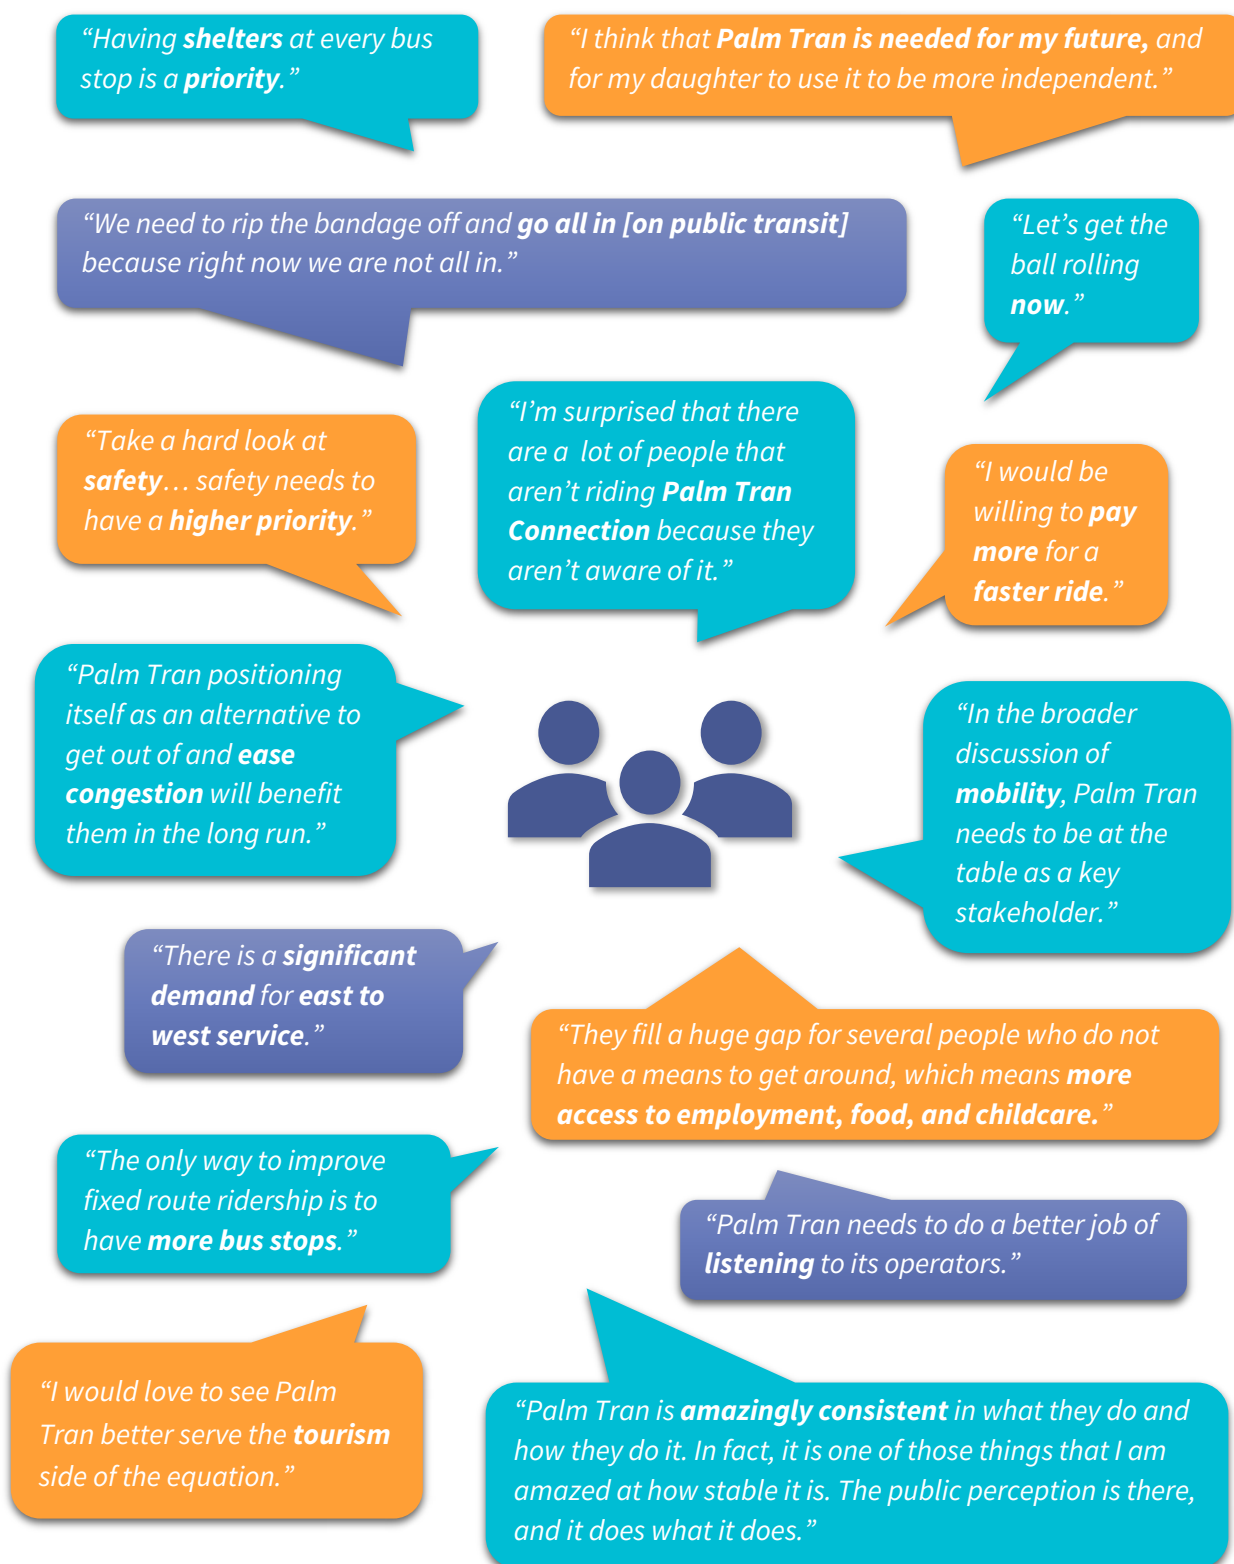 “Having shelters at every bus
stop is a priority.”
“I think that Palm Tran is needed for my future, and
for my daughter to use it to be more independent.”
“We need to rip the bandage off and go all in [on public transit]
because right now we are not all in.”
“Let’s get the
ball rolling
now.”
“Take a hard look at
safety… safety needs to
have a higher priority.”
“I’m surprised that there
are a lot of people that
aren’t riding Palm Tran
Connection because they
aren’t aware of it.”
“I would be
willing to pay
more for a
faster ride.”
“Palm Tran positioning
itself as an alternative to
get out of and ease
congestion will benefit
them in the long run.”
“In the broader
discussion of
mobility, Palm Tran
needs to be at the
table as a key
stakeholder.”
“There is a significant
demand for east to
west service.”
“They fill a huge gap for several people who do not
have a means to get around, which means more
access to employment, food, and childcare.”
“The only way to improve
fixed route ridership is to
have more bus stops.”
“Palm Tran needs to do a better job of
listening to its operators.”
“I would love to see Palm
Tran better serve the tourism
side of the equation.”
“Palm Tran is amazingly consistent in what they do and
how they do it. In fact, it is one of those things that I am
amazed at how stable it is. The public perception is there,
and it does what it does.”